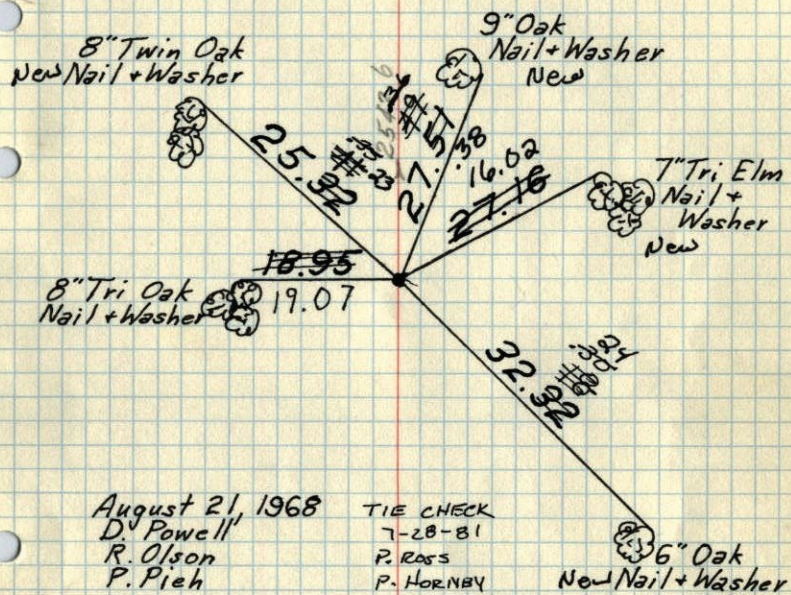 8" Twin Oak
New Nail + Washer
9" Oak
Nail + Washer
New
7" Tri Elm
Nail +
Washer
New
25.32
27.57
.38
16.02
27.16
18.95
19.07
8" Tri Oak
Nail + Washer
32.32
.24
August 21, 1968
D. Powell
R. Olson
P. Pieh
TIE CHECK
7-28-81
P. ROSS
P. HORNBY
6" Oak
New Nail + Washer